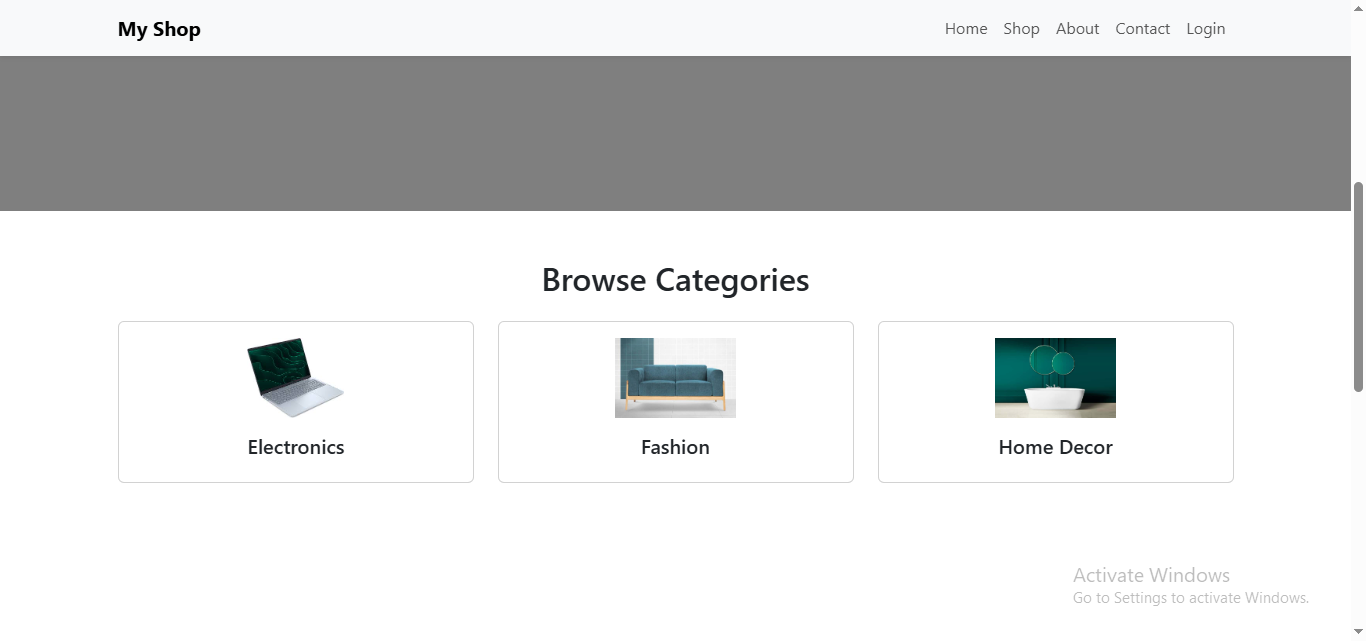 My Shop
Home Shop About Contact Login
Browse Categories
Electronics
Fashion
Home Decor
Activate Windows
Go to Settings to activate Windows.